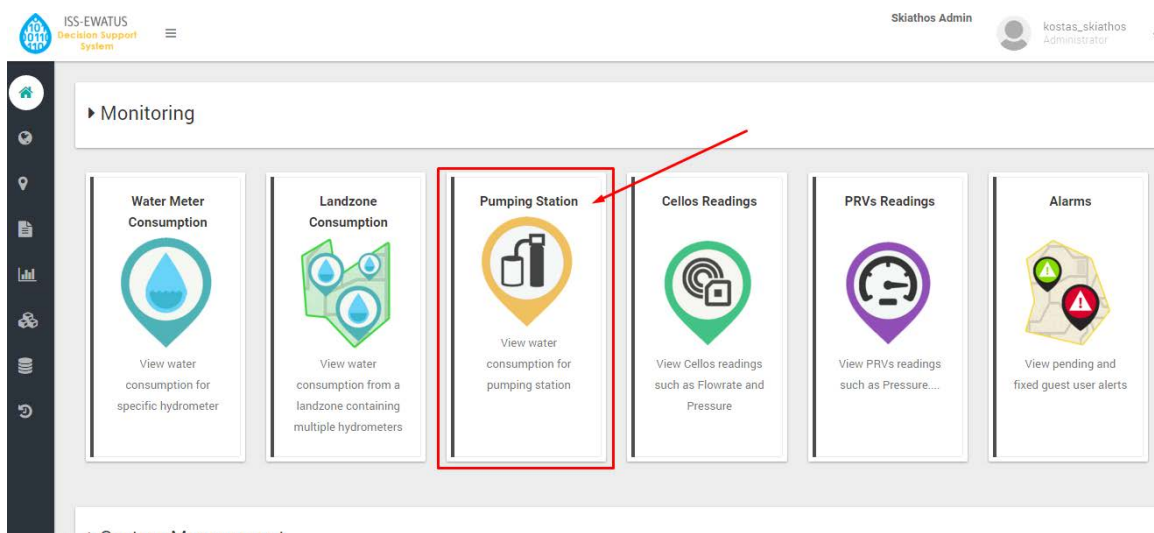 ISS-EWATUS
Decision Support
System
Skiathos Admin
kostas_skiathos
Administrator
Monitoring
Water Meter
Consumption
View water
consumption for
specific hydrometer
Landzone
Consumption
View water
consumption from a
landzone containing
multiple hydrometers
Pumping Station
View water
consumption for
pumping station
Cellos Readings
View Cellos readings
such as Flowrate and
Pressure
PRVs Readings
View PRVs readings
such as Pressure....
Alarms
View pending and
fixed guest user alerts